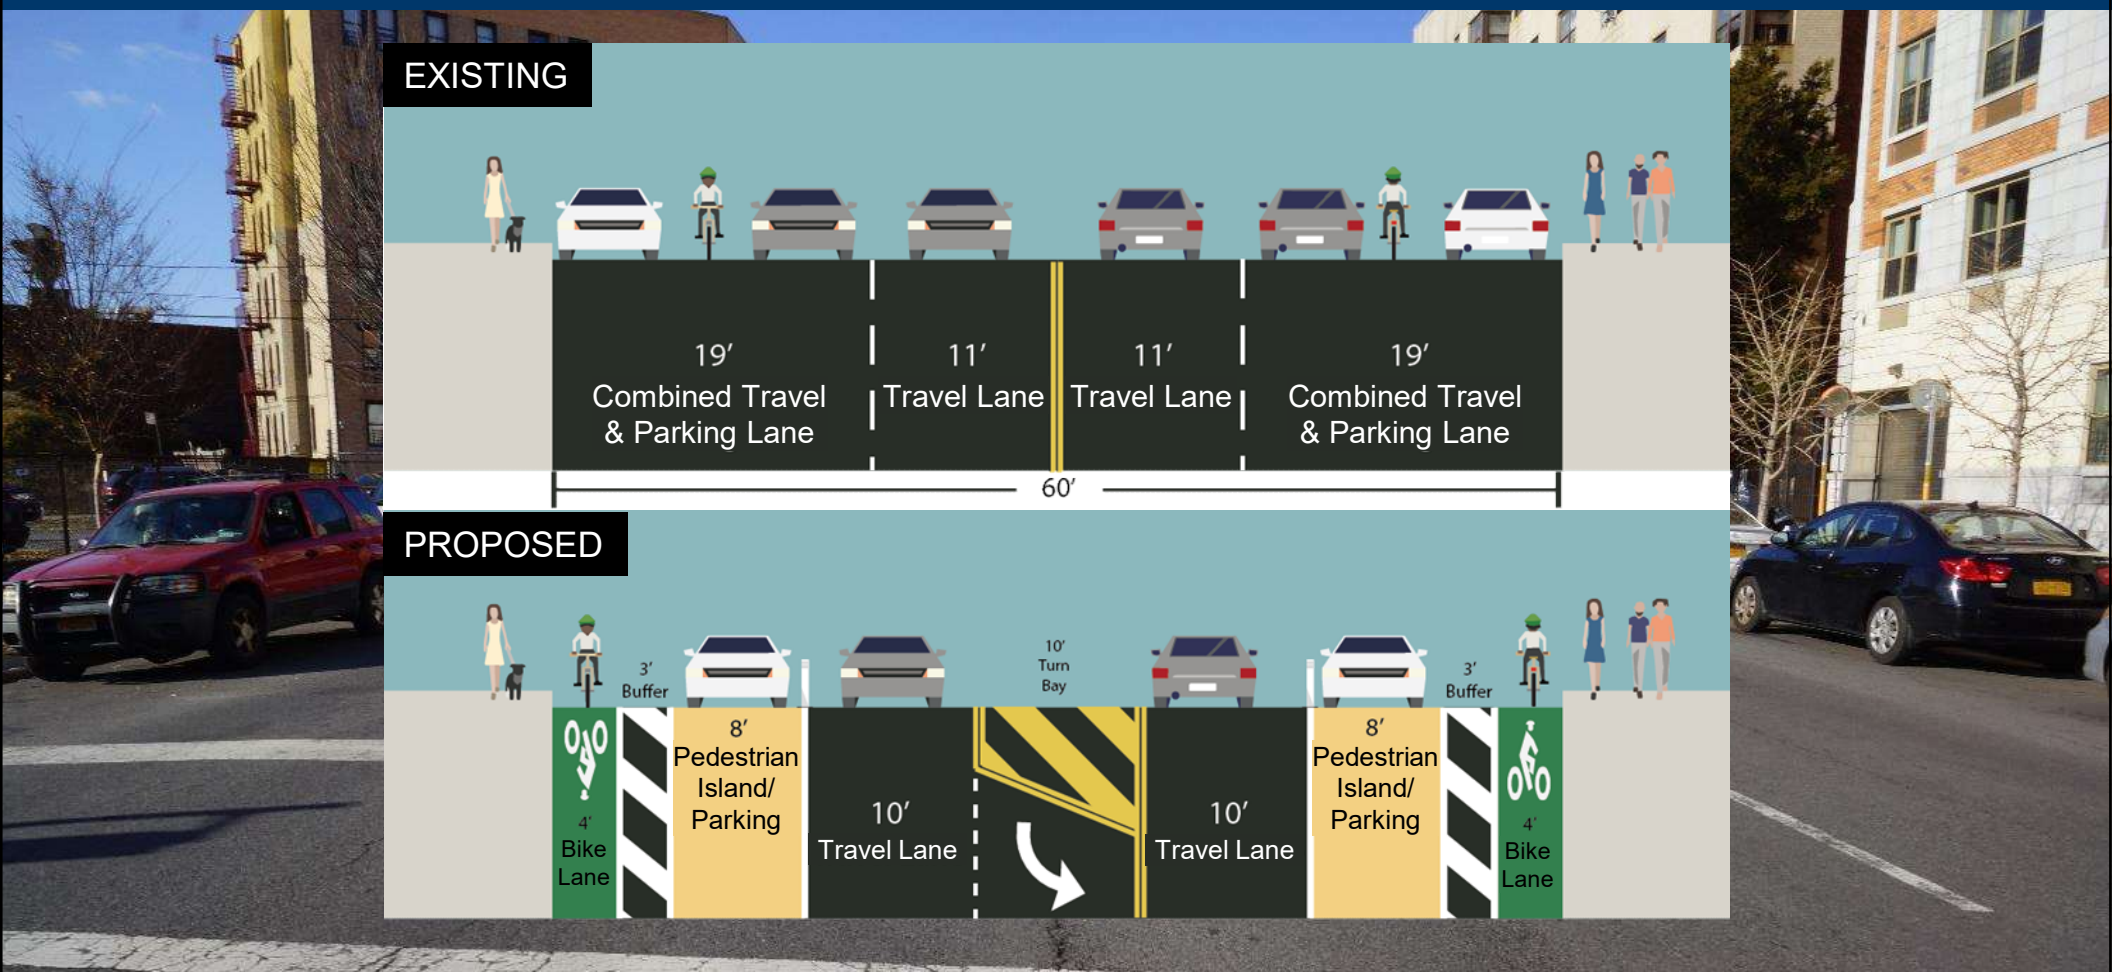 EXISTING
19’
Combined Travel
& Parking Lane
11’
Travel Lane
11’
Travel Lane
19’
Combined Travel
& Parking Lane
60’
PROPOSED
4’
Bike
Lane
3’
Buffer
8’
Pedestrian
Island/
Parking
10’
Travel Lane
10’
Turn
Bay
10’
Travel Lane
8’
Pedestrian
Island/
Parking
3’
Buffer
4’
Bike
Lane